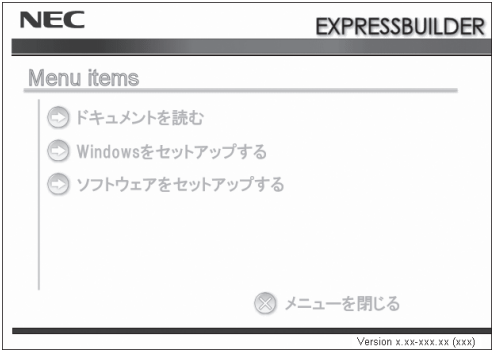 NEC
EXPRESSBUILDER
Menu items
ドキュメントを読む
Windowsをセットアップする
ソフトウェアをセットアップする
メニューを閉じる
Version x.xx-xxx.xx (xxx)